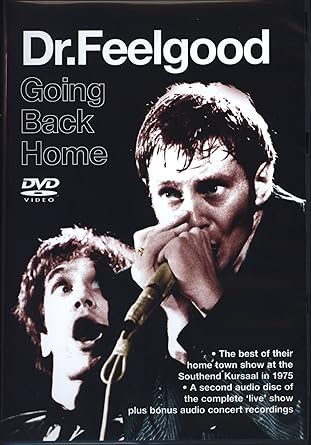 Dr.Feelgood
Going
Back
Home
DVD
VIDEO
• The best of their
home town show at the
Southend Kursaal in 1975
• A second audio disc of
the complete 'live' show
plus bonus audio concert recordings